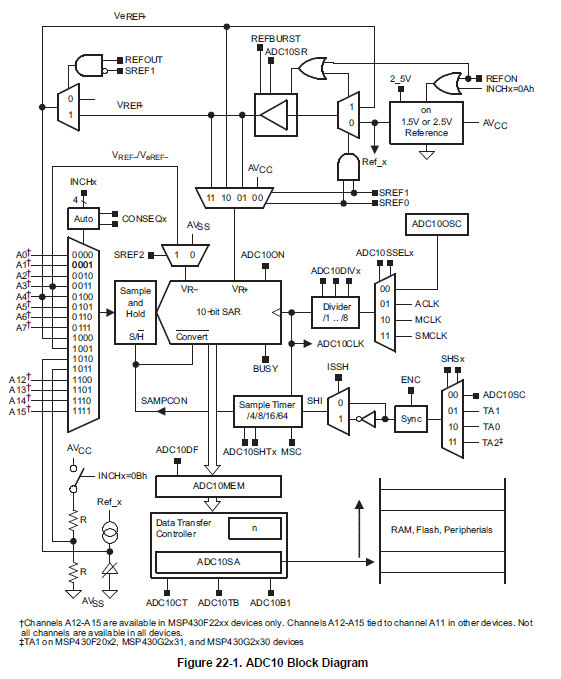 VeREF+
REFBURST
ADC10SR
REFOUT
SREF1
2_5V
REFON
INCHx=0Ah
0
1
VREF+
1
0
on
1.5V or 2.5V
Reference
AVCC
Ref_x
VREF−/VeREF−
AVCC
INCHx
4
11 10 01 00
SREF1
SREF0
Auto
CONSEQx
AVSS
ADC10OSC
SREF2
1 0
ADC10ON
ADC10SSELx
A0†
A1†
A2†
A3†
A4†
A5†
A6†
A7†
A12†
A13†
A14†
A15†
0000
0001
0010
0011
0100
0101
0110
0111
1000
1001
1010
1011
1100
1101
1110
1111
Sample
and
Hold
S/H
VR−
VR+
10−bit SAR
Convert
ADC10DIVx
Divider
/1 .. /8
00
01
10
11
ACLK
MCLK
SMCLK
ADC10CLK
BUSY
ISSH
ENC
SHSx
SAMPCON
Sample Timer
/4/8/16/64
SHI
0
1
Sync
00
01
10
11
ADC10SC
TA1
TA0
TA2‡
ADC10DF
ADC10SHTx
MSC
AVCC
INCHx=0Bh
ADC10MEM
Ref_x
R
R
AVSS
Data Transfer
Controller
n
ADC10SA
RAM, Flash, Peripherials
ADC10CT
ADC10TB
ADC10B1
†Channels A12-A15 are available in MSP430F22xx devices only. Channels A12-A15 tied to channel A11 in other devices. Not
all channels are available in all devices.
‡TA1 on MSP430F20x2, MSP430G2x31, and MSP430G2x30 devices
Figure 22-1. ADC10 Block Diagram